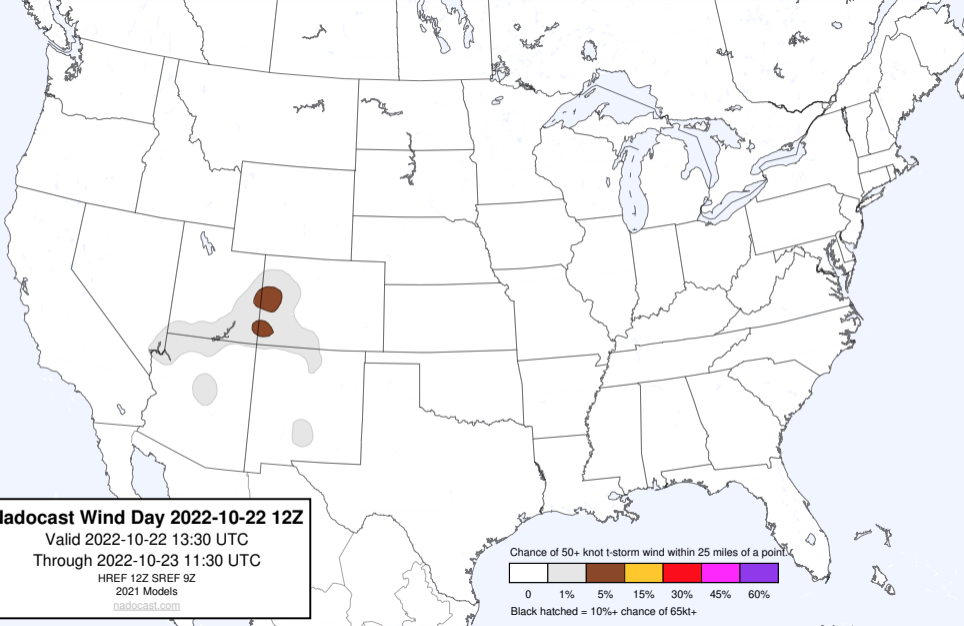 Nadocast Wind Day 2022-10-22 12Z
Valid 2022-10-22 13:30 UTC
Through 2022-10-23 11:30 UTC
HREF 12Z SREF 9Z
2021 Models
nadocast.com
Chance of 50+ knot t-storm wind within 25 miles of a point.
0 1% 5% 15% 30% 45% 60%
Black hatched = 10%+ chance of 65kt+